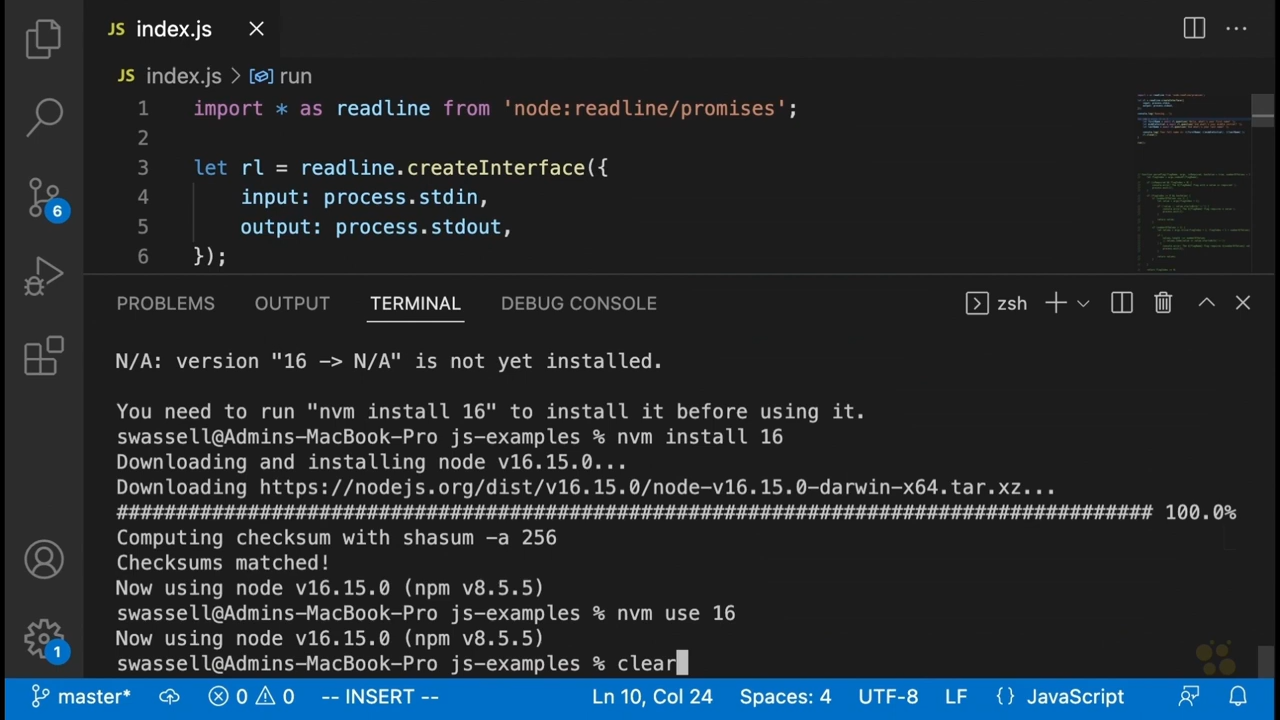 JS index.js
JS index.js > run
1 import * as readline from 'node:readline/promises';
2
3 let rl = readline.createInterface({
4 input: process.stdin,
5 output: process.stdout,
6 });
6
PROBLEMS OUTPUT TERMINAL DEBUG CONSOLE zsh
N/A: version "16 -> N/A" is not yet installed.
You need to run "nvm install 16" to install it before using it.
swassell@Admins-MacBook-Pro js-examples % nvm install 16
Downloading and installing node v16.15.0...
Downloading https://nodejs.org/dist/v16.15.0/node-v16.15.0-darwin-x64.tar.xz...
####################################################################################### 100.0%
Computing checksum with shasum -a 256
Checksums matched!
Now using node v16.15.0 (npm v8.5.5)
swassell@Admins-MacBook-Pro js-examples % nvm use 16
Now using node v16.15.0 (npm v8.5.5)
swassell@Admins-MacBook-Pro js-examples % clear
1
master* 0 0 -- INSERT -- Ln 10, Col 24 Spaces: 4 UTF-8 LF {} JavaScript